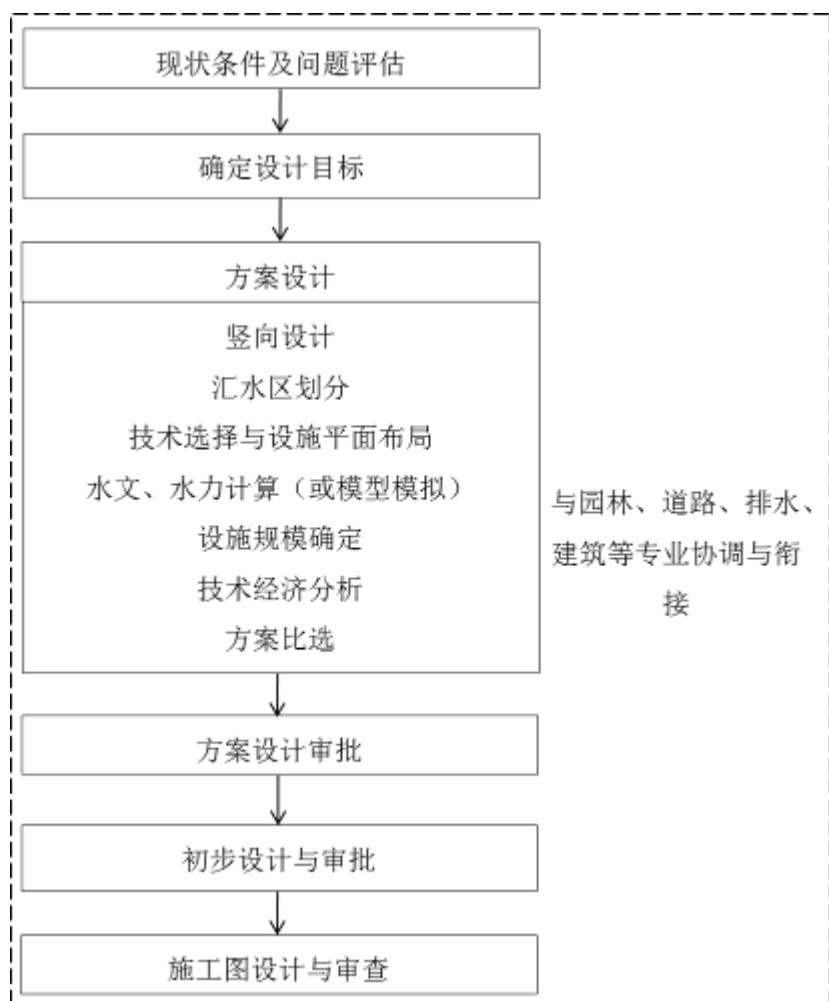 现状条件及问题评估
确定设计目标
方案设计
竖向设计
汇水区划分
技术选择与设施平面布局
水文、水力计算（或模型模拟）
设施规模确定
技术经济分析
方案比选
与园林、道路、排水、
建筑等专业协调与衔
接
方案设计审批
初步设计与审批
施工图设计与审查